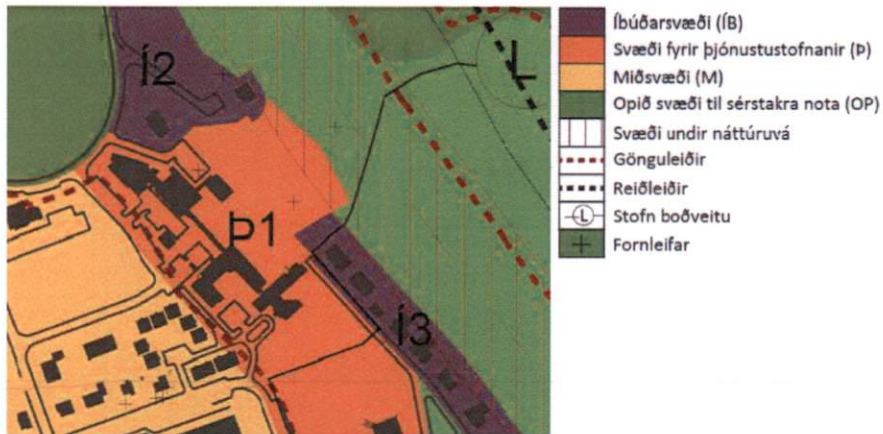 Í2
L
Þ1
Í3
Íbúðarsvæði (ÍB)
Svæði fyrir þjónustustofnanir (Þ)
Miðsvæði (M)
Opið svæði til sérstakra nota (OP)
Svæði undir náttúruvá
Gönguleiðir
Reiðleiðir
L Stofn boðveitu
Fornleifar